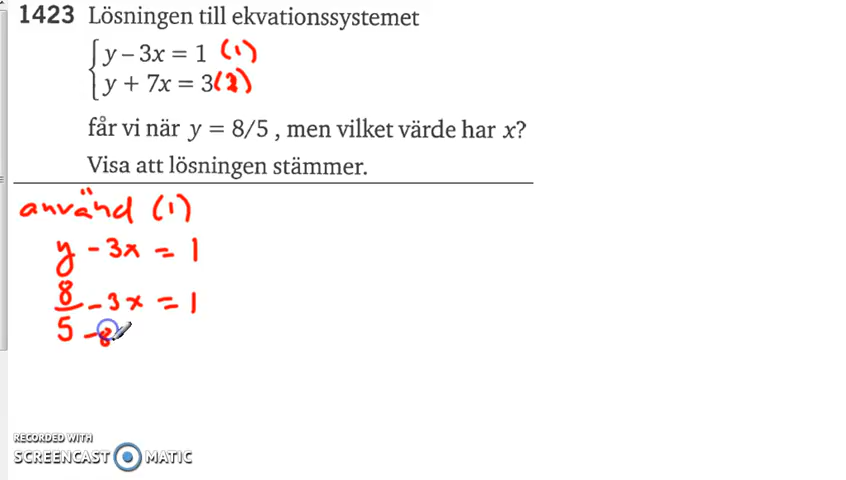 1423 Lösningen till ekvationssystemet
y – 3x = 1 (1)
y + 7x = 3 (2)
får vi när y = 8/5 , men vilket värde har x?
Visa att lösningen stämmer.
använd (1)
y - 3x = 1
8/5 - 3x = 1
-8
RECORDED WITH
SCREENCAST MATIC